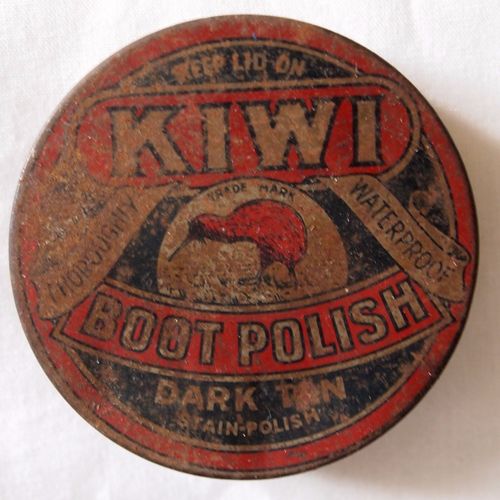 KEEP LID ON
KIWI
THOROUGHLY
WATERPROOF
TRADE MARK
BOOT POLISH
DARK TAN
STAIN-POLISH